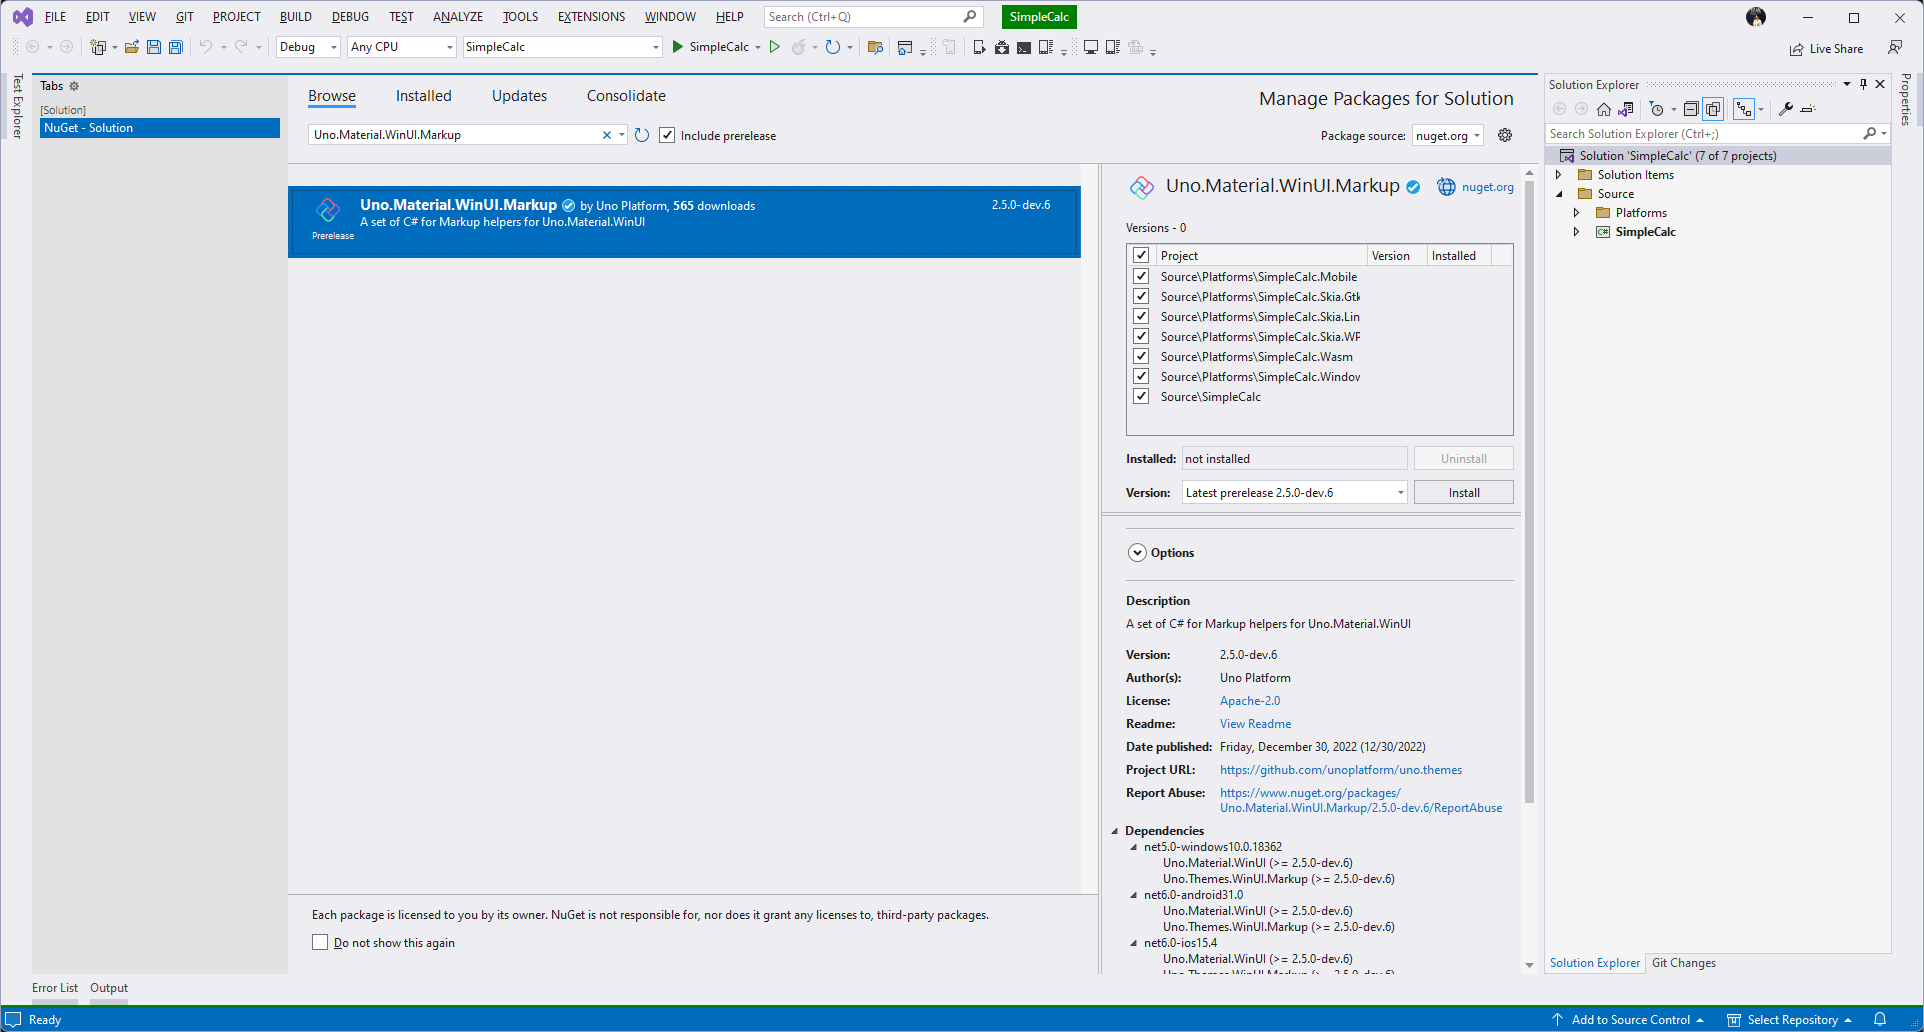 FILE EDIT VIEW GIT PROJECT BUILD DEBUG TEST ANALYZE TOOLS EXTENSIONS WINDOW HELP Search (Ctrl+Q) SimpleCalc
Debug Any CPU SimpleCalc SimpleCalc Live Share
Test Explorer
Tabs
[Solution]
NuGet - Solution
Browse Installed Updates Consolidate
Manage Packages for Solution
Uno.Material.WinUI.Markup Include prerelease
Package source: nuget.org
Uno.Material.WinUI.Markup by Uno Platform, 565 downloads 2.5.0-dev.6
A set of C# for Markup helpers for Uno.Material.WinUI
Prerelease
Each package is licensed to you by its owner. NuGet is not responsible for, nor does it grant any licenses to, third-party packages.
Do not show this again
Uno.Material.WinUI.Markup nuget.org
Versions - 0
Project Version Installed
Source\Platforms\SimpleCalc.Mobile
Source\Platforms\SimpleCalc.Skia.Gtk
Source\Platforms\SimpleCalc.Skia.Lin
Source\Platforms\SimpleCalc.Skia.WP
Source\Platforms\SimpleCalc.Wasm
Source\Platforms\SimpleCalc.Window
Source\SimpleCalc
Installed: not installed Uninstall
Version: Latest prerelease 2.5.0-dev.6 Install
Options
Description
A set of C# for Markup helpers for Uno.Material.WinUI
Version: 2.5.0-dev.6
Author(s): Uno Platform
License: Apache-2.0
Readme: View Readme
Date published: Friday, December 30, 2022 (12/30/2022)
Project URL: https://github.com/unoplatform/uno.themes
Report Abuse: https://www.nuget.org/packages/
Uno.Material.WinUI.Markup/2.5.0-dev.6/ReportAbuse
Dependencies
net5.0-windows10.0.18362
Uno.Material.WinUI (>= 2.5.0-dev.6)
Uno.Themes.WinUI.Markup (>= 2.5.0-dev.6)
net6.0-android31.0
Uno.Material.WinUI (>= 2.5.0-dev.6)
Uno.Themes.WinUI.Markup (>= 2.5.0-dev.6)
net6.0-ios15.4
Uno.Material.WinUI (>= 2.5.0-dev.6)
Uno.Themes.WinUI.Markup (>= 2.5.0-dev.6)
Solution Explorer
Search Solution Explorer (Ctrl+;)
Solution 'SimpleCalc' (7 of 7 projects)
Solution Items
Source
Platforms
C# SimpleCalc
Solution Explorer Git Changes
Properties
Error List Output
Ready Add to Source Control Select Repository